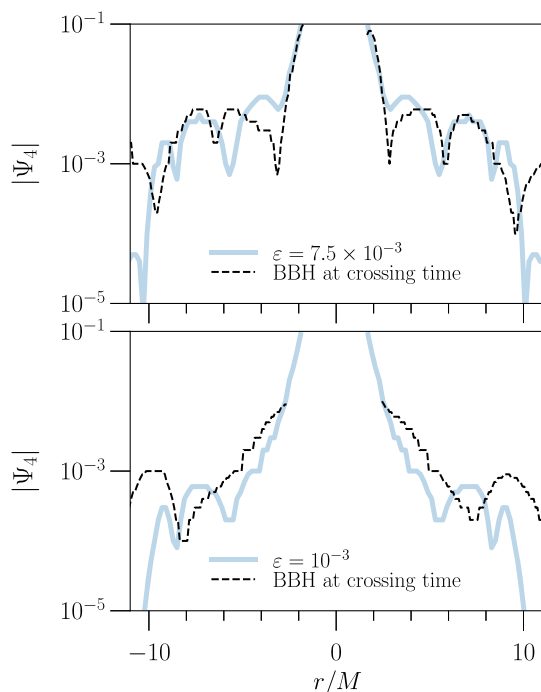 10⁻¹
|Ψ₄|
10⁻³
ε = 7.5 × 10⁻³
BBH at crossing time
10⁻⁵
10⁻¹
|Ψ₄|
10⁻³
ε = 10⁻³
BBH at crossing time
10⁻⁵
−10 0 10
r/M